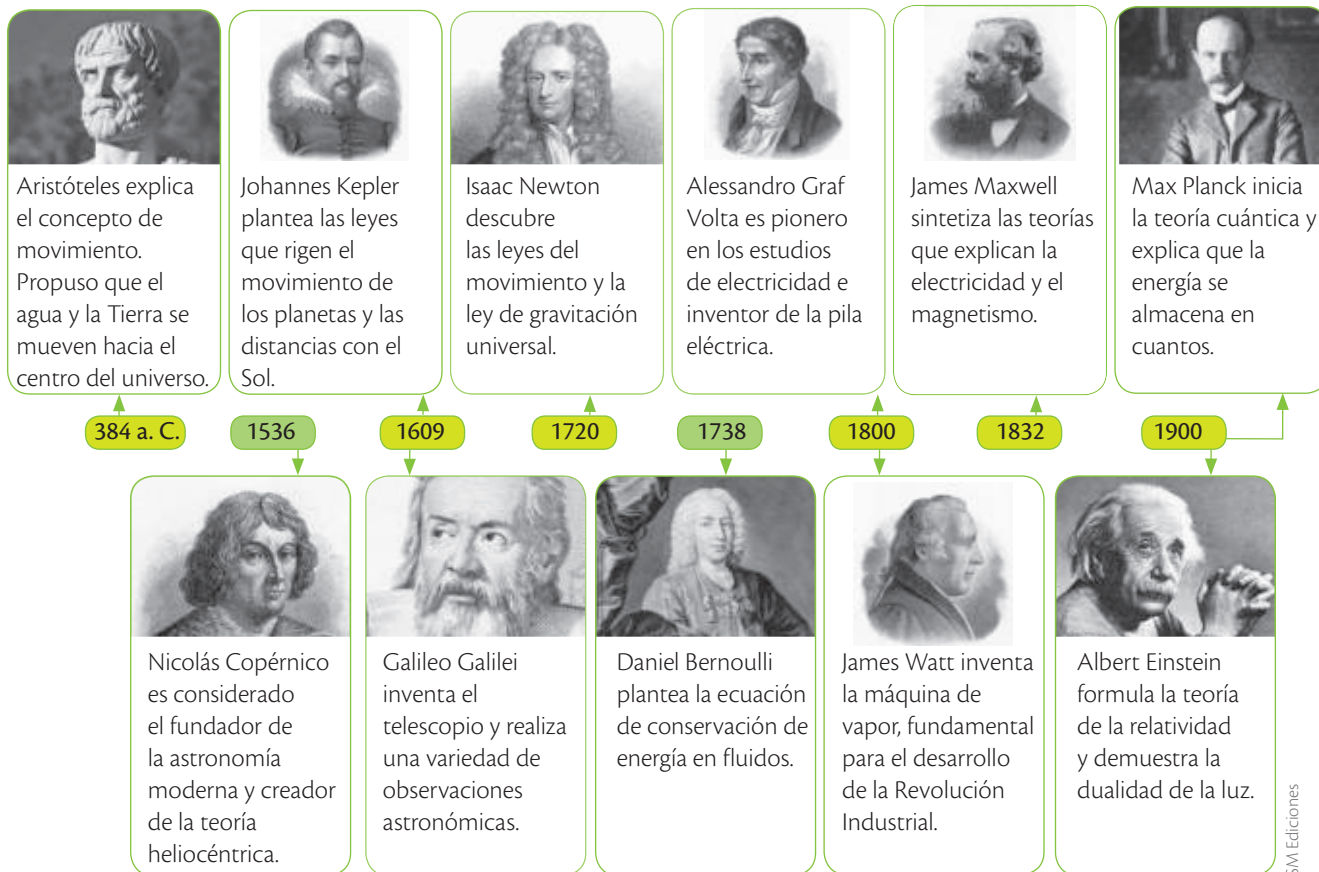 Aristóteles explica
el concepto de
movimiento.
Propuso que el
agua y la Tierra se
mueven hacia el
centro del universo.
Johannes Kepler
plantea las leyes
que rigen el
movimiento de
los planetas y las
distancias con el
Sol.
Isaac Newton
descubre
las leyes del
movimiento y la
ley de gravitación
universal.
Alessandro Graf
Volta es pionero
en los estudios
de electricidad e
inventor de la pila
eléctrica.
James Maxwell
sintetiza las teorías
que explican la
electricidad y el
magnetismo.
Max Planck inicia
la teoría cuántica y
explica que la
energía se
almacena en
cuantos.
384 a. C.
1536
1609
1720
1738
1800
1832
1900
Nicolás Copérnico
es considerado
el fundador de
la astronomía
moderna y creador
de la teoría
heliocéntrica.
Galileo Galilei
inventa el
telescopio y realiza
una variedad de
observaciones
astronómicas.
Daniel Bernoulli
plantea la ecuación
de conservación de
energía en fluidos.
James Watt inventa
la máquina de
vapor, fundamental
para el desarrollo
de la Revolución
Industrial.
Albert Einstein
formula la teoría
de la relatividad
y demuestra la
dualidad de la luz.
SM Ediciones